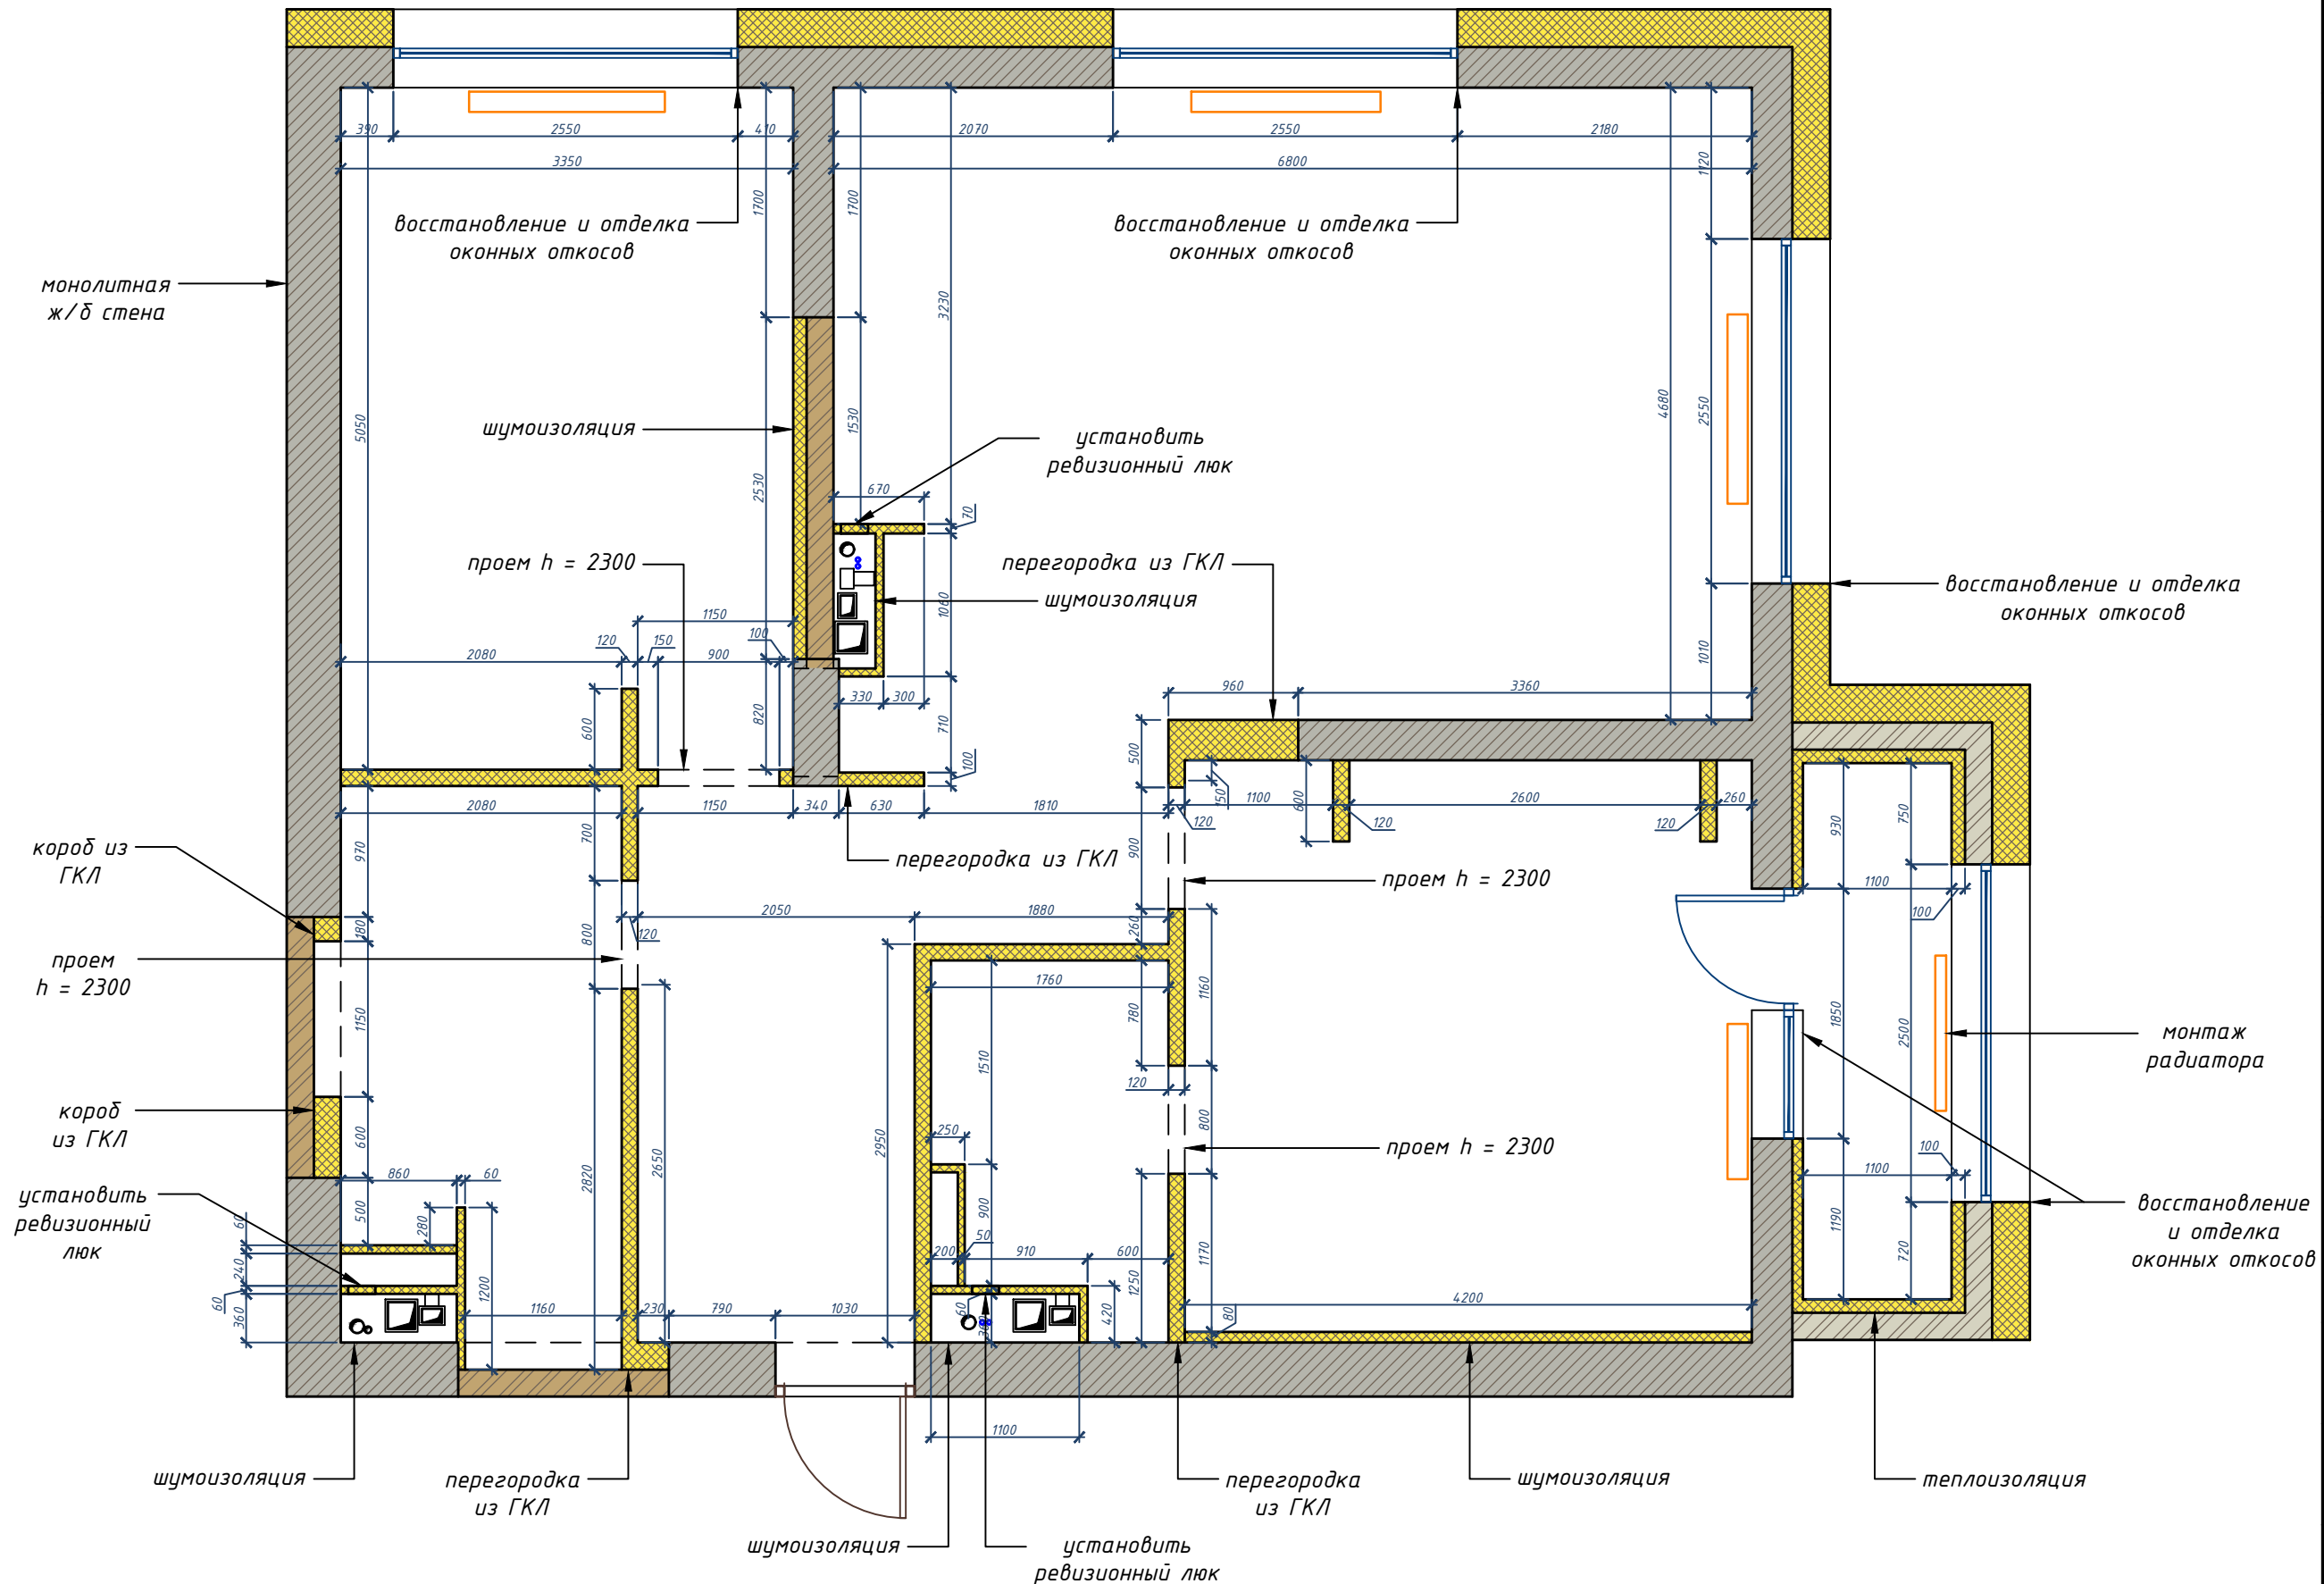 390
2550
410
2070
2550
2180
3350
6800
1120
1700
1700
восстановление и отделка
оконных откосов
восстановление и отделка
оконных откосов
монолитная
ж/б стена
3230
4680
2550
5050
1530
2530
шумоизоляция
установить
ревизионный люк
670
70
проем h = 2300
перегородка из ГКЛ
шумоизоляция
1060
восстановление и отделка
оконных откосов
1150
100
120
150
2080
900
1010
330
300
960
3360
600
820
710
500
100
2080
1150
340
630
1810
150
1100
600
2600
260
120
120
120
750
930
700
970
900
короб из
ГКЛ
перегородка из ГКЛ
проем h = 2300
1100
100
180
2050
1880
260
120
800
проем
h = 2300
1760
1160
780
1150
1850
2500
монтаж
радиатора
1510
120
короб
из ГКЛ
250
2950
800
проем h = 2300
100
1100
600
860
60
2650
2820
900
установить
ревизионный
люк
500
280
60
240
60
360
1200
50
200
910
600
1250
1170
1190
720
восстановление
и отделка
оконных откосов
1160
230
790
1030
60
420
4200
80
1100
шумоизоляция
перегородка
из ГКЛ
перегородка
из ГКЛ
шумоизоляция
теплоизоляция
шумоизоляция
установить
ревизионный люк